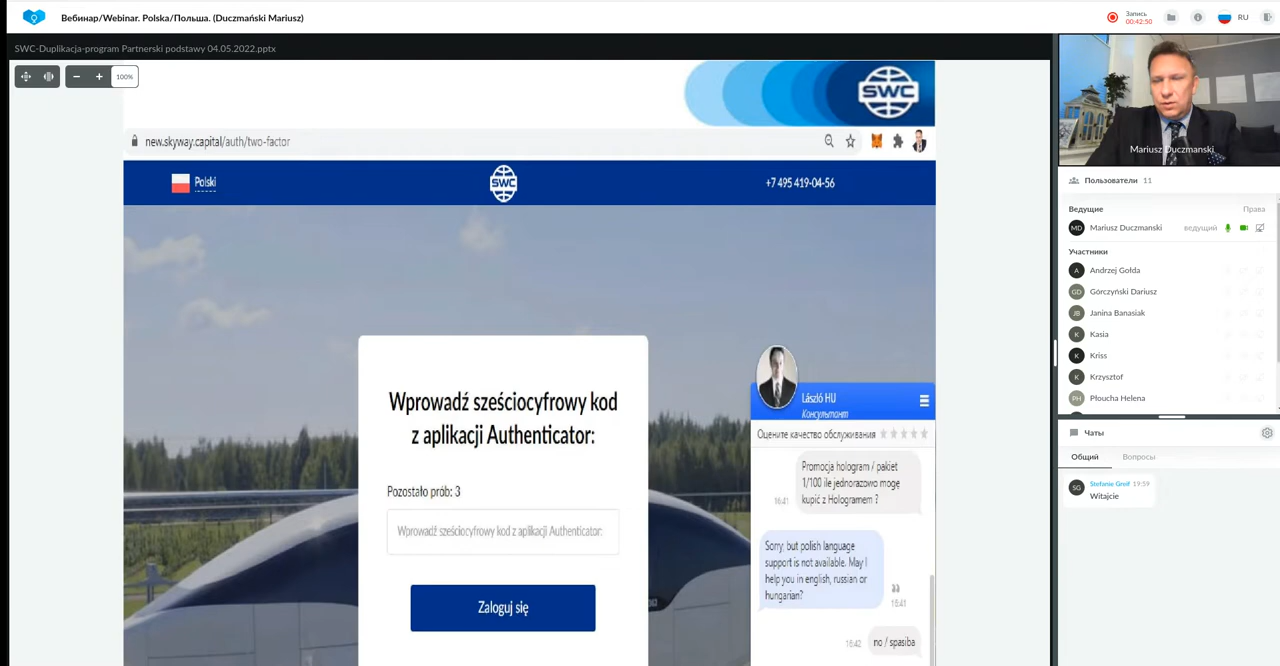 Вебинар/Webinar. Polska/Польша. (Duczmański Mariusz)
Запись
00:42:50
RU
SWC-Duplikacja-program Partnerski podstawy 04.05.2022.pptx
100%
SWC
new.skyway.capital/auth/two-factor
Polski
SWC
+7 495 419-04-56
Wprowadź sześciocyfrowy kod
z aplikacji Authenticator:
Pozostało prób: 3
Wprowadź sześciocyfrowy kod z aplikacji Authenticator:
Zaloguj się
László HU
Консультант
Оцените качество обслуживания
Promocja hologram / pakiet
1/100 ile jednorazowo mogę
kupić z Hologramem ?
16:41
Sorry: but polish language
support is not available. May I
help you in english, russian or
hungarian?
16:41
no / spasiba
16:42
Mariusz Duczmanski
Пользователи 11
Ведущие
Права
MD
Mariusz Duczmanski
ведущий
Участники
A
Andrzej Gołda
GD
Górczyński Dariusz
JB
Janina Banasiak
K
Kasia
K
Kriss
K
Krzysztof
PH
Płoucha Helena
Чаты
Общий
Вопросы
SG
Stefanie Greif 19:59
Witajcie